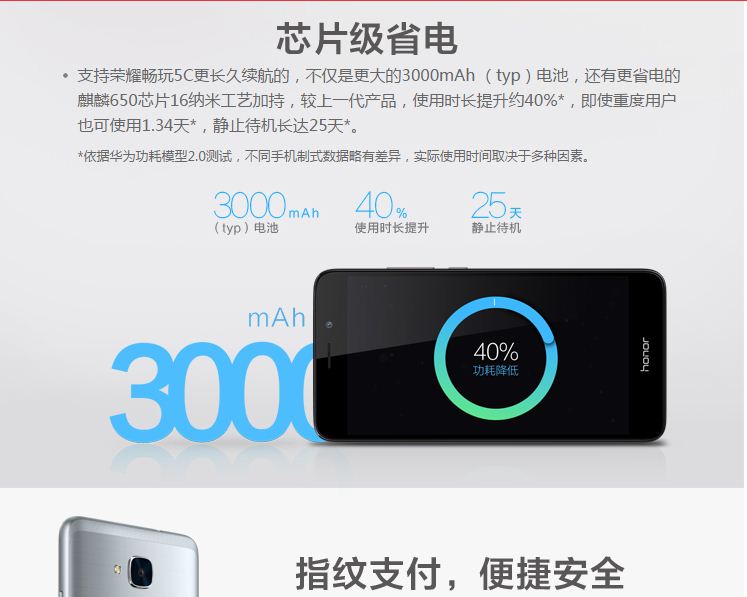 芯片级省电
• 支持荣耀畅玩5C更长久续航的，不仅是更大的3000mAh （typ）电池，还有更省电的
麒麟650芯片16纳米工艺加持，较上一代产品，使用时长提升约40%*，即使重度用户
也可使用1.34天*，静止待机长达25天*。
*依据华为功耗模型2.0测试，不同手机制式数据略有差异，实际使用时间取决于多种因素。
3000 mAh 40% 25天
（typ）电池 使用时长提升 静止待机
mAh
3000
40%
功耗降低
honor
指纹支付，便捷安全